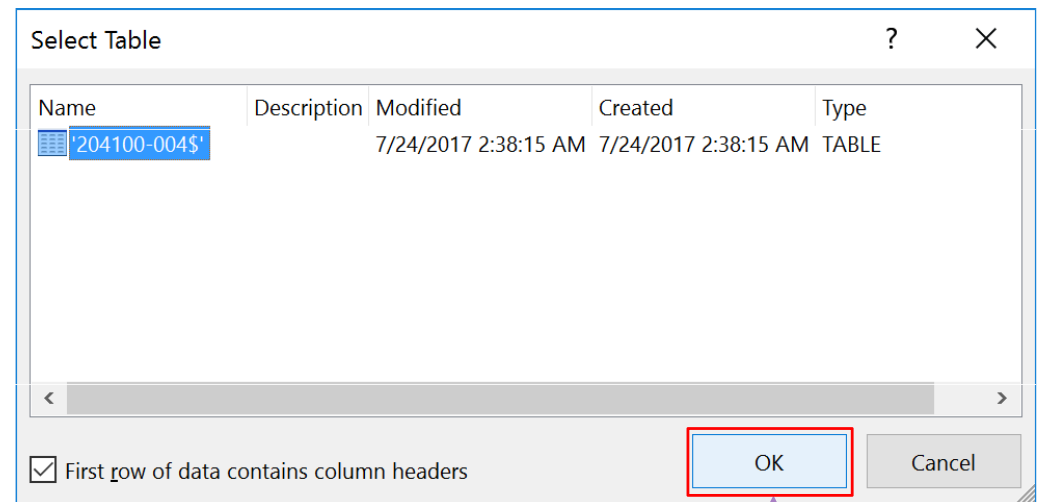 Select Table ?
Name Description Modified Created Type
'204100-004$' 7/24/2017 2:38:15 AM 7/24/2017 2:38:15 AM TABLE
First row of data contains column headers
OK Cancel